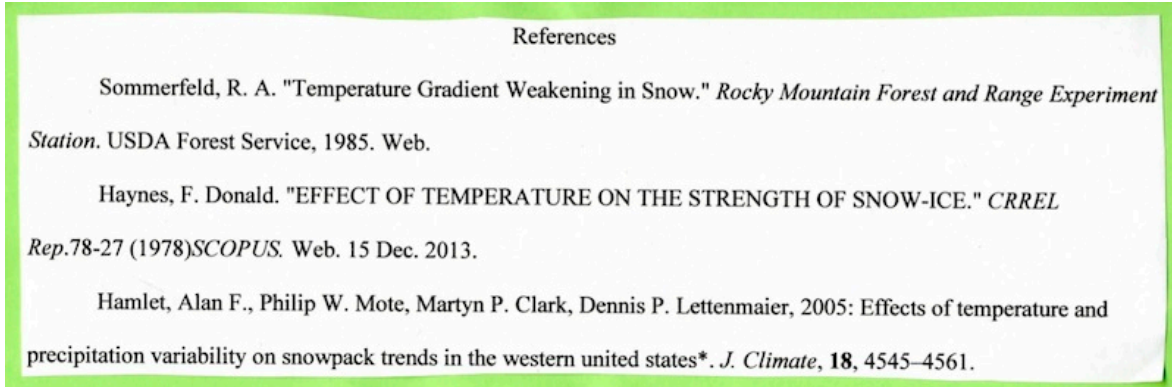 References
Sommerfeld, R. A. "Temperature Gradient Weakening in Snow." Rocky Mountain Forest and Range Experiment
Station. USDA Forest Service, 1985. Web.
Haynes, F. Donald. "EFFECT OF TEMPERATURE ON THE STRENGTH OF SNOW-ICE." CRREL
Rep.78-27 (1978)SCOPUS. Web. 15 Dec. 2013.
Hamlet, Alan F., Philip W. Mote, Martyn P. Clark, Dennis P. Lettenmaier, 2005: Effects of temperature and
precipitation variability on snowpack trends in the western united states*. J. Climate, 18, 4545–4561.